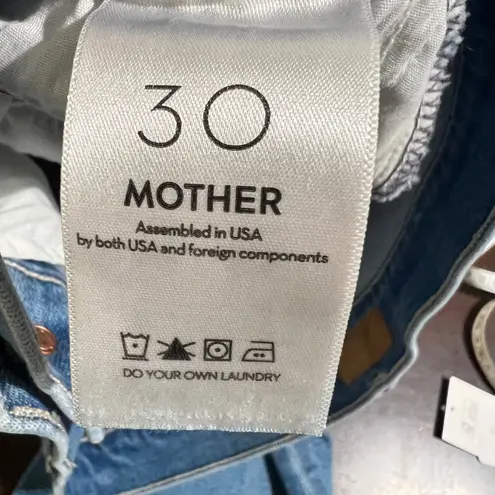 30
MOTHER
Assembled in USA
by both USA and foreign components
DO YOUR OWN LAUNDRY